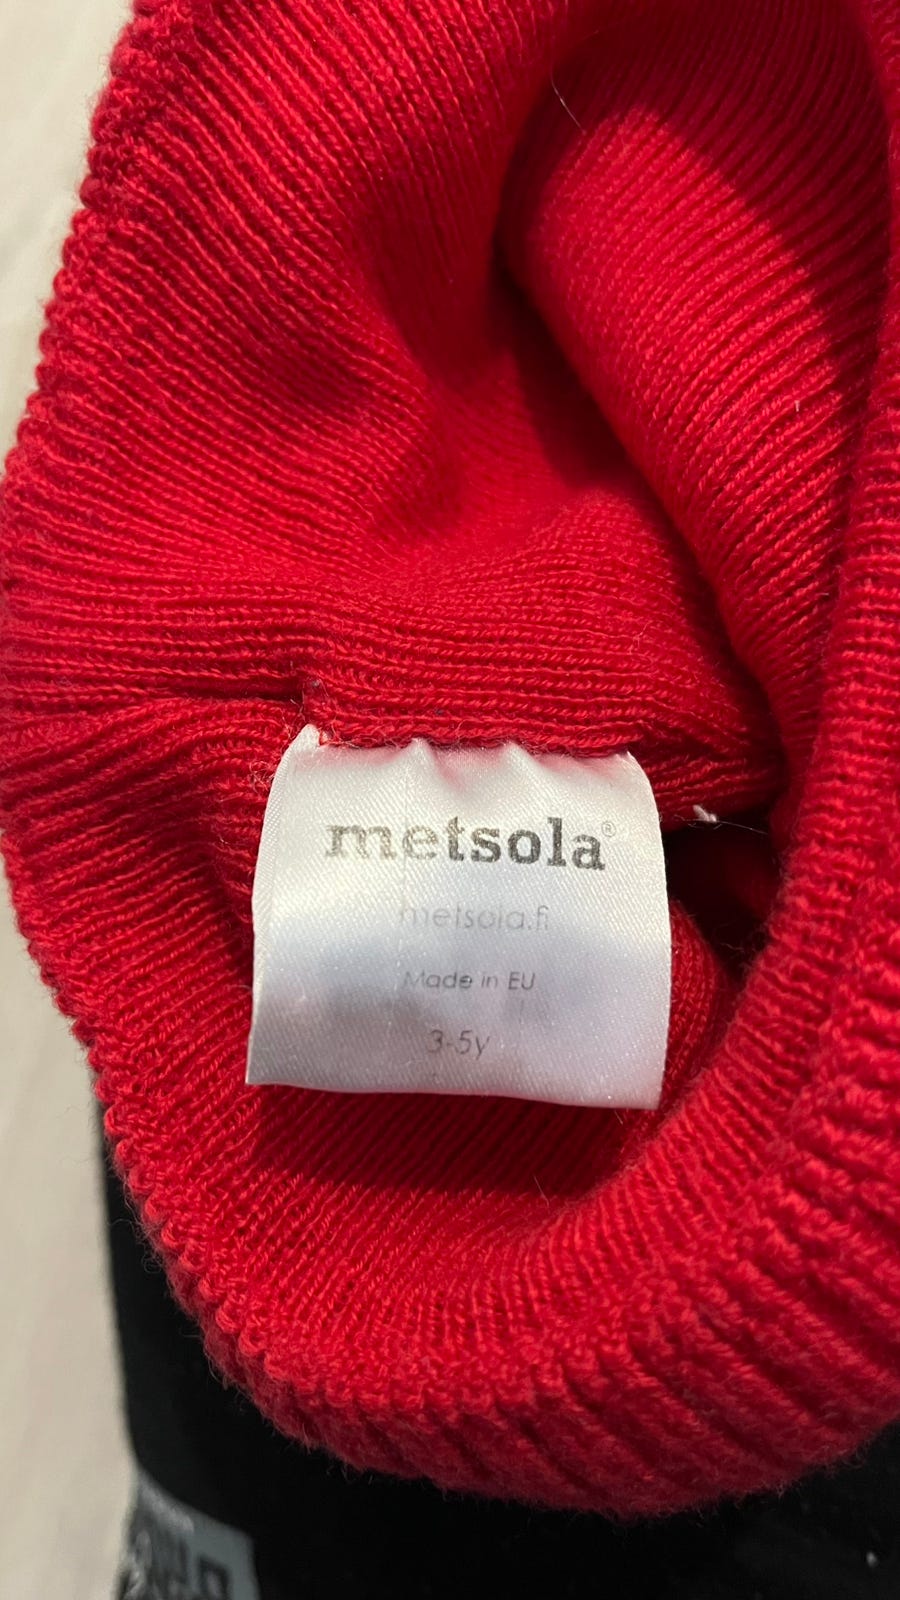 metsola®
metsola.fi
Made in EU
3-5y